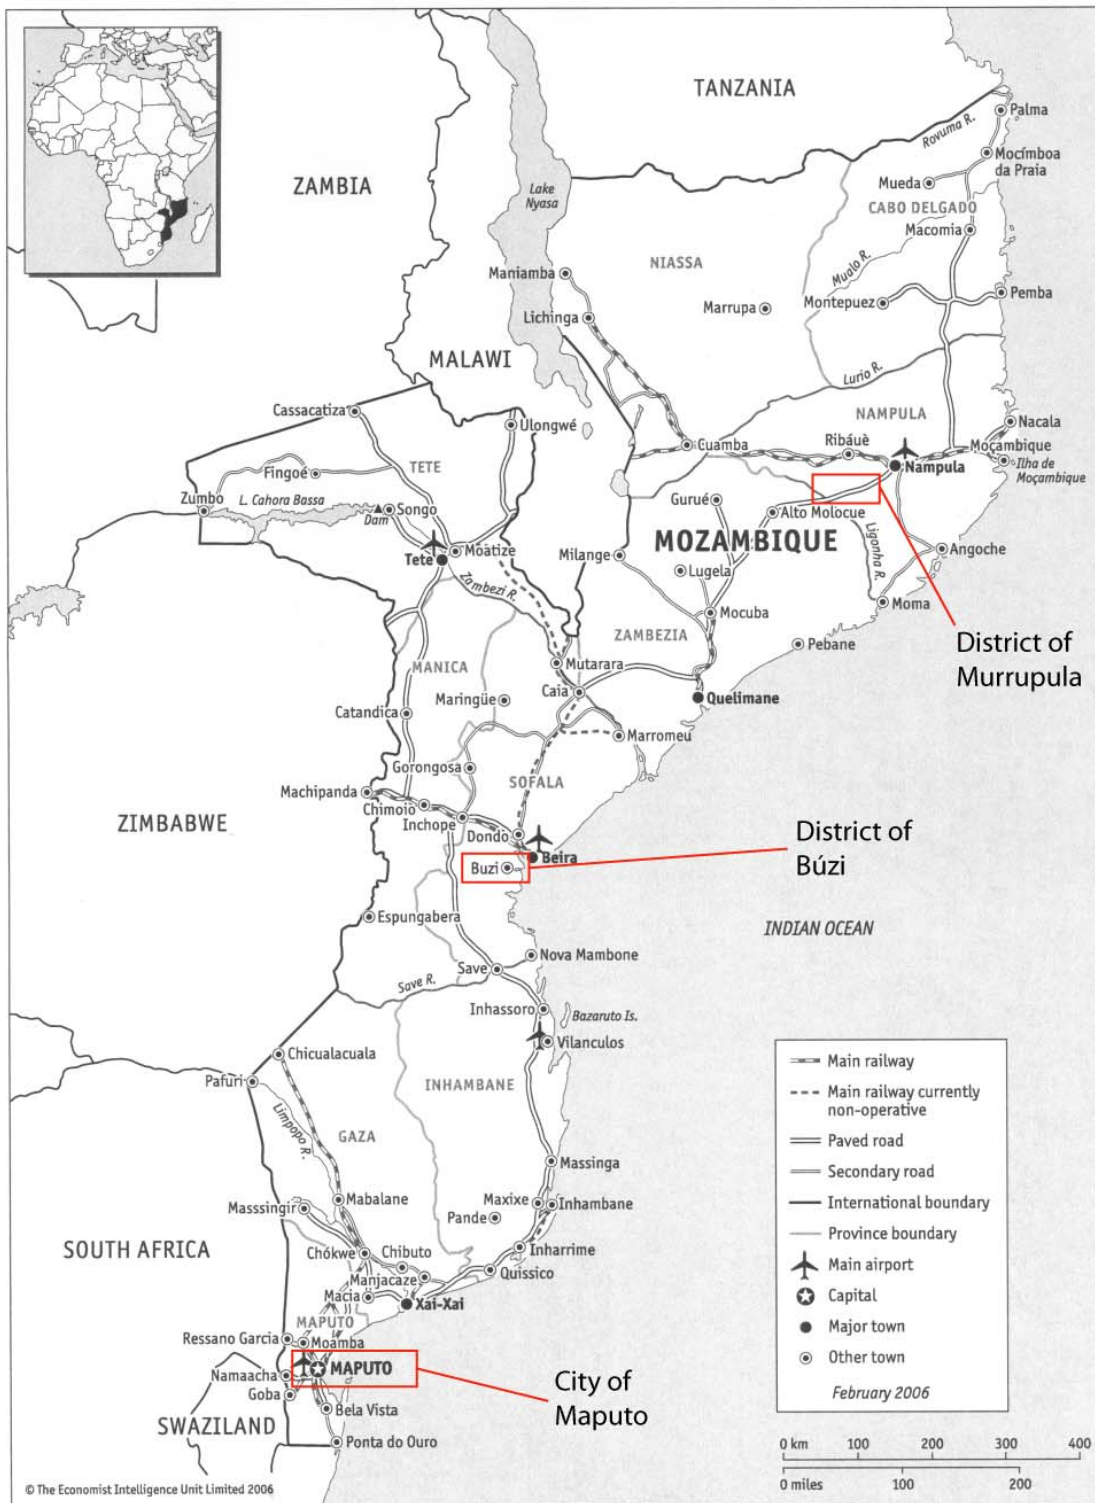 TANZANIA
Palma
Rovuma R.
Mocímboa
da Praia
ZAMBIA
Lake
Nyasa
Mueda
CABO DELGADO
Macomia
NIASSA
Mualo R.
Maniamba
Marrupa
Montepuez
Pemba
Lichinga
MALAWI
Lurio R.
Cassacatiza
NAMPULA
Ulongwé
Nacala
Cuamba
Ribáuè
Moçambique
TETE
Fingoé
Nampula
Ilha de
Moçambique
Zumbo
L. Cahora Bassa
Songo
Gurué
Dam
Alto Molocue
MOZAMBIQUE
Ligonha R.
Moatize
Tete
Milange
Angoche
Lugela
Zambezi R.
Moma
Mocuba
ZAMBEZIA
Pebane
District of
Murrupula
MANICA
Mutarara
Maringüe
Caia
Quelimane
Catandica
Marromeu
Gorongosa
SOFALA
Machipanda
Chimoio
ZIMBABWE
Inchope
Dondo
District of
Búzi
Beira
Buzi
Espungabera
INDIAN OCEAN
Nova Mambone
Save
Save R.
Inhassoro
Bazaruto Is.
Vilanculos
Chicualacuala
Pafuri
INHAMBANE
Limpopo R.
GAZA
Massinga
Mabalane
Maxixe
Inhambane
Masssingir
Pande
SOUTH AFRICA
Chókwe
Chibuto
Inharrime
Manjacaze
Quissico
Macia
Xai-Xai
MAPUTO
Ressano Garcia
Moamba
MAPUTO
Namaacha
Goba
City of
Maputo
Bela Vista
SWAZILAND
Ponta do Ouro
Main railway
Main railway currently
non-operative
Paved road
Secondary road
International boundary
Province boundary
Main airport
Capital
Major town
Other town
February 2006
0 km 100 200 300 400
0 miles 100 200
© The Economist Intelligence Unit Limited 2006